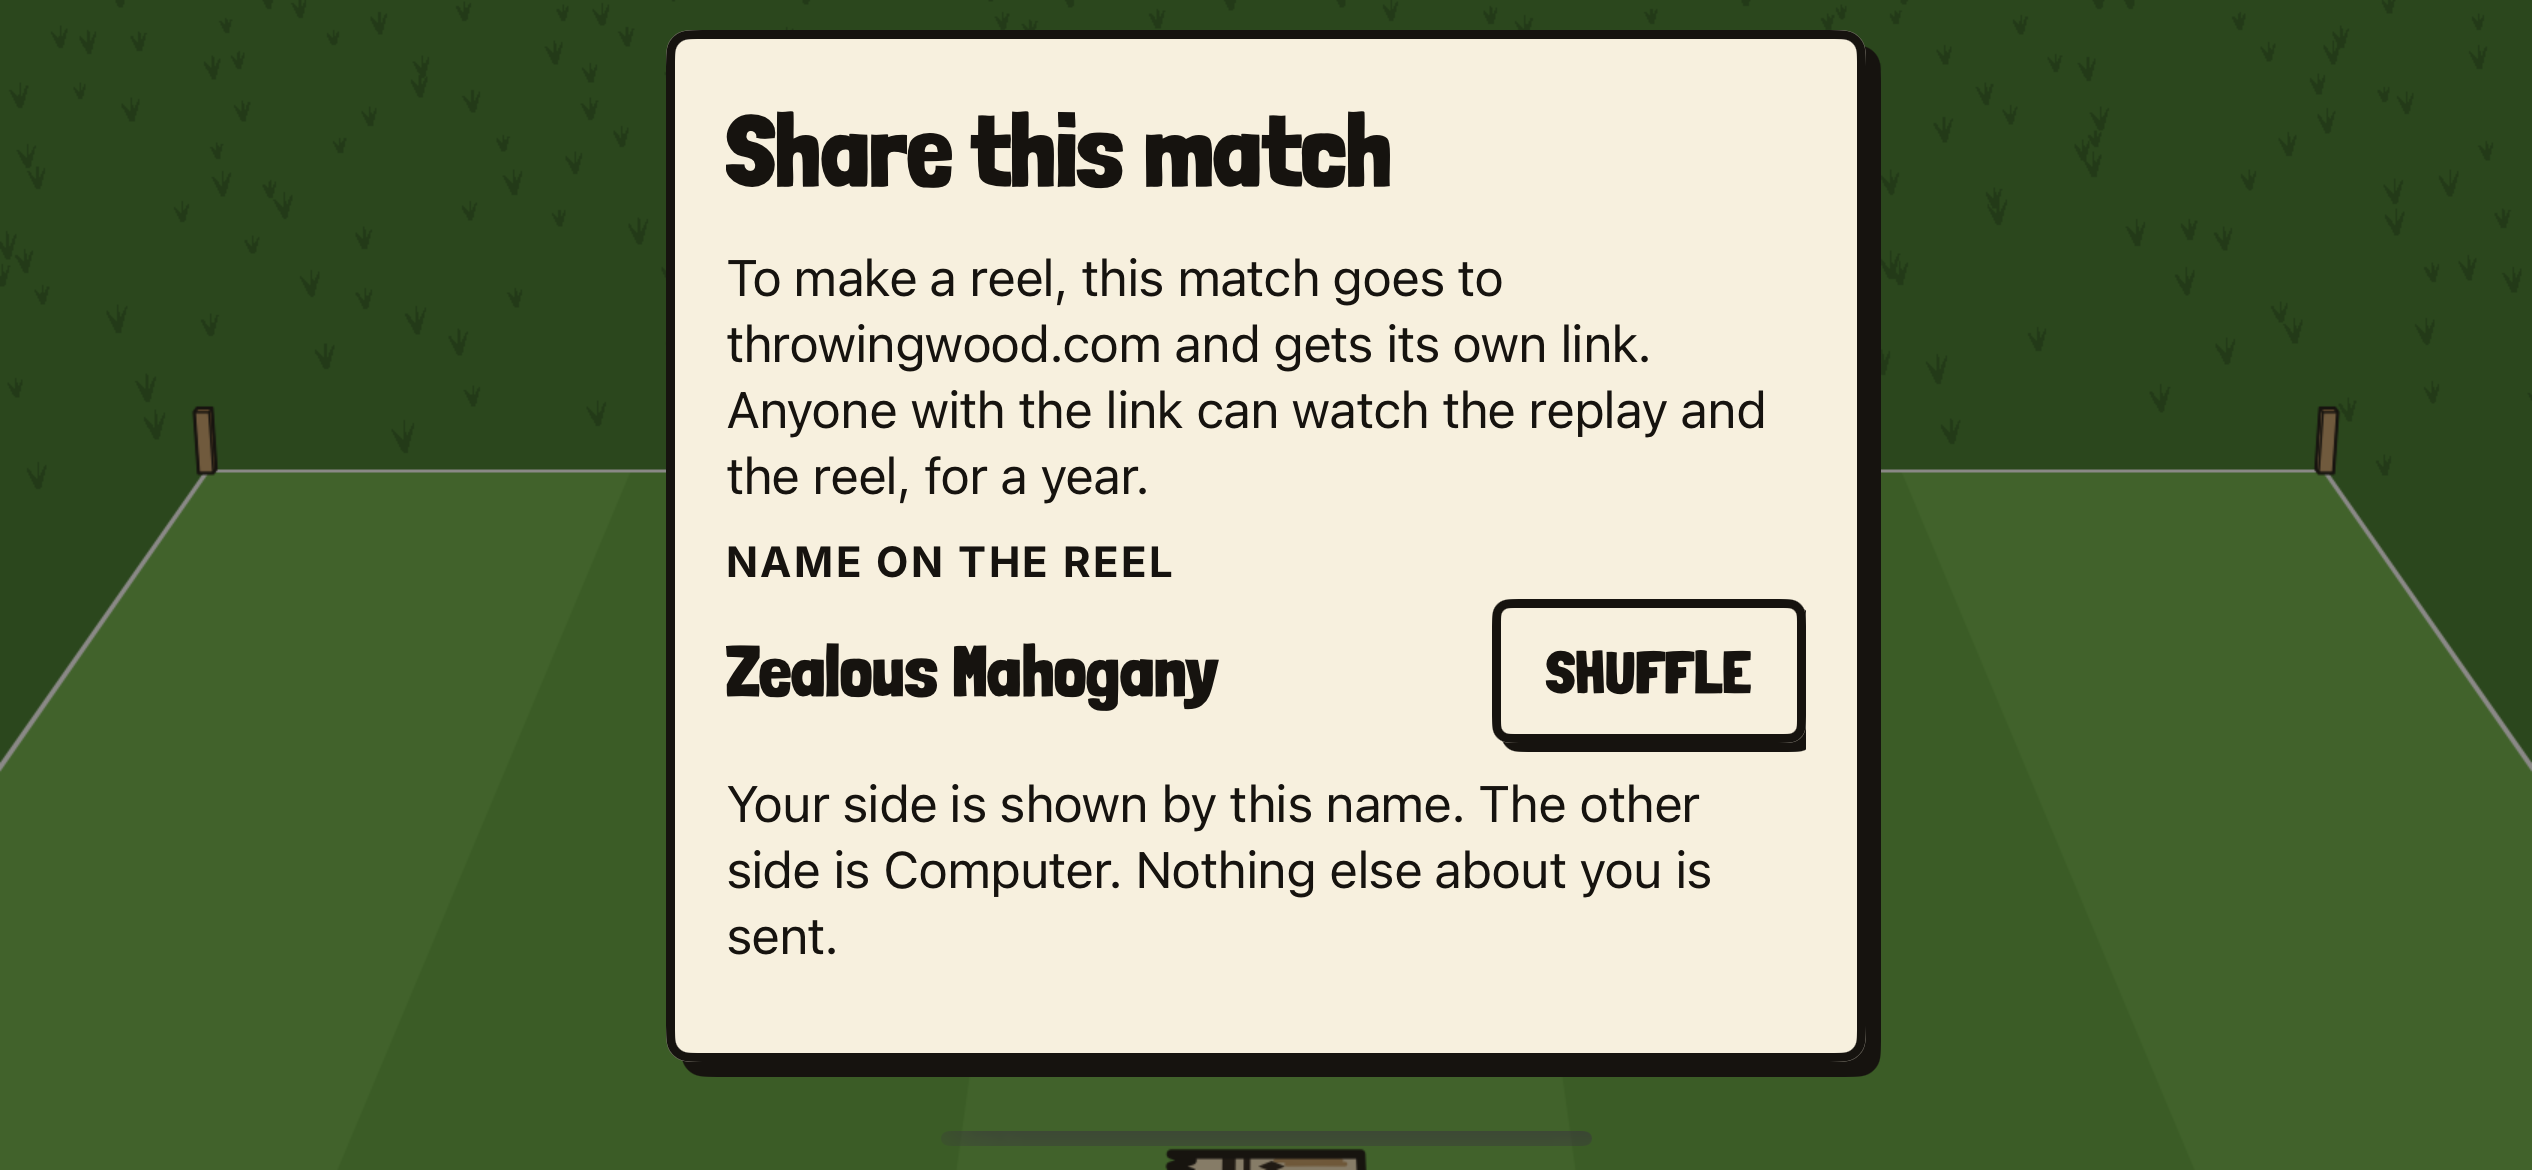 Share this match
To make a reel, this match goes to
throwingwood.com and gets its own link.
Anyone with the link can watch the replay and
the reel, for a year.
NAME ON THE REEL
Zealous Mahogany
SHUFFLE
Your side is shown by this name. The other
side is Computer. Nothing else about you is
sent.